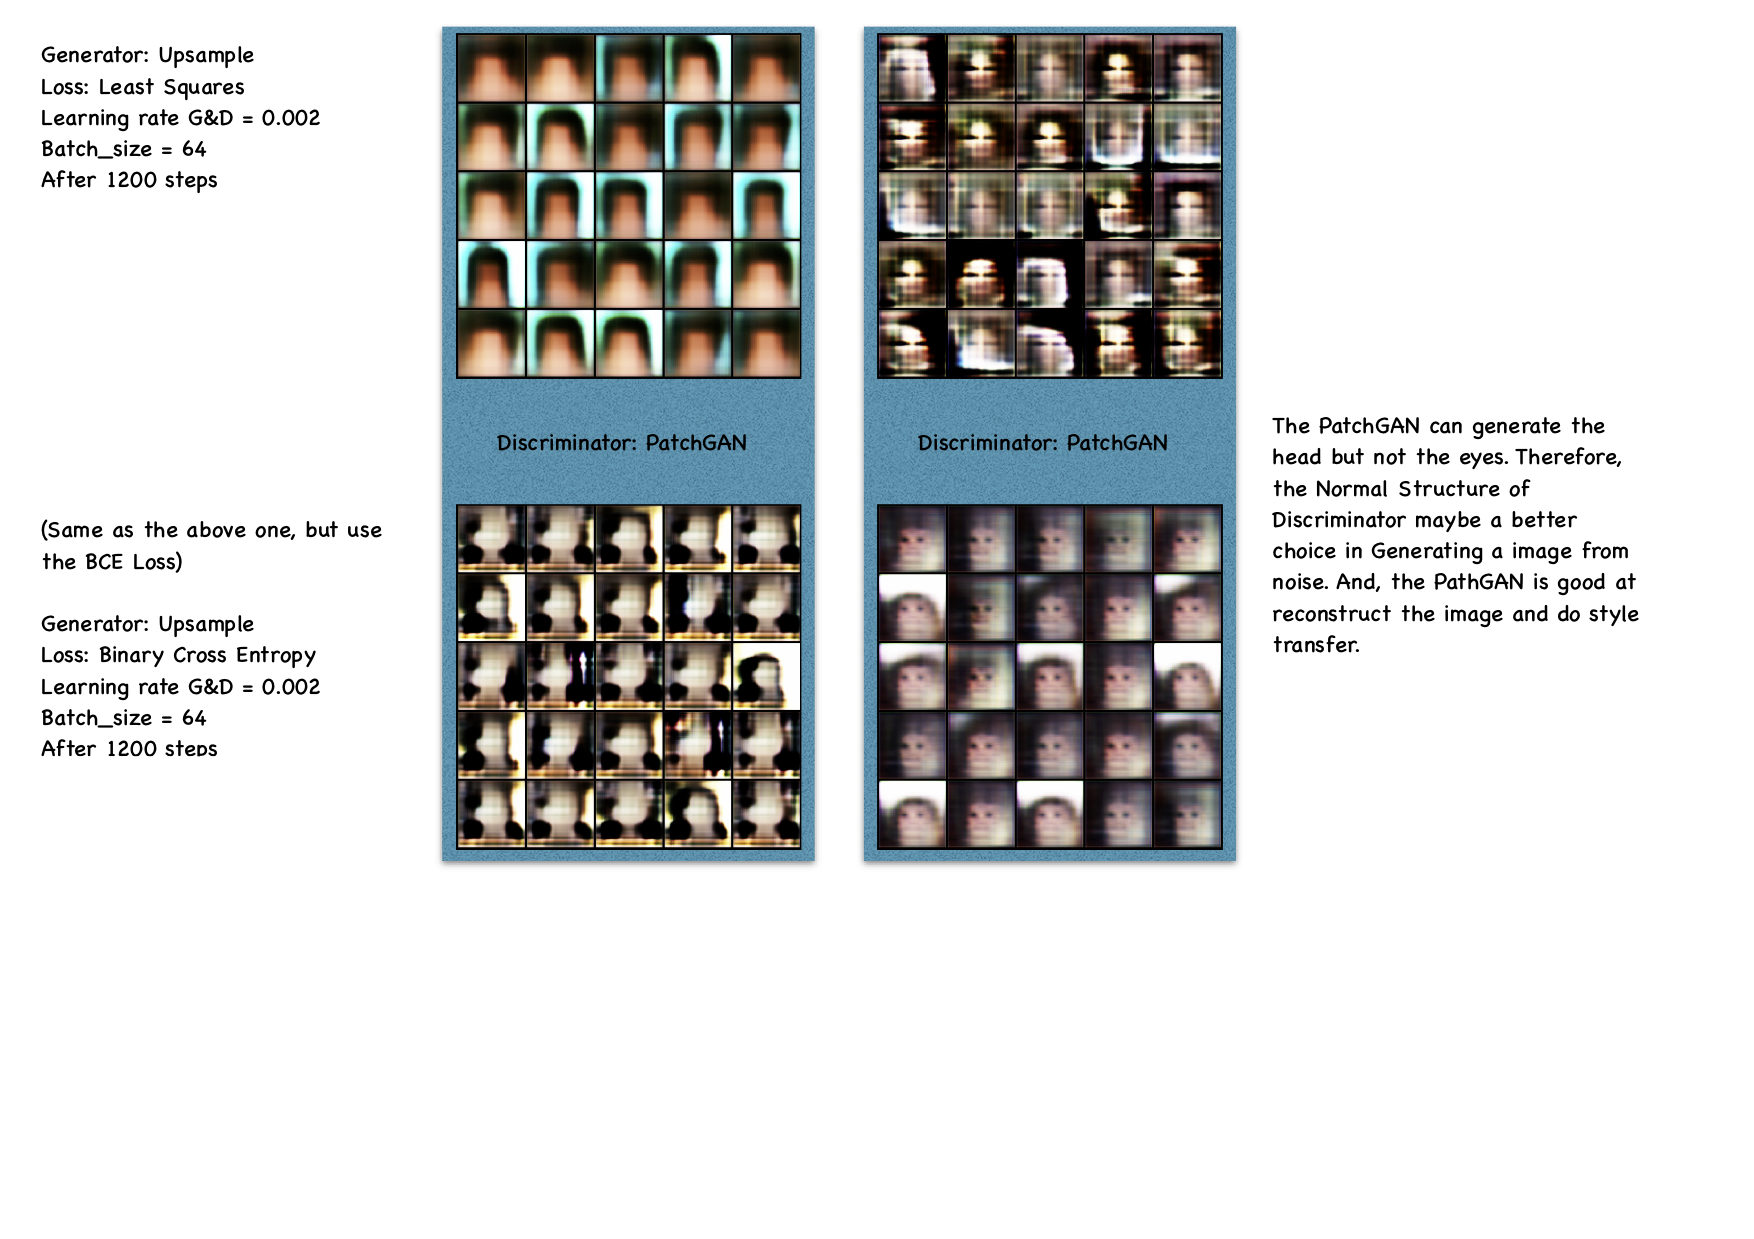 Generator: Upsample
Loss: Least Squares
Learning rate G&D = 0.002
Batch_size = 64
After 1200 steps
Discriminator: PatchGAN
Discriminator: PatchGAN
(Same as the above one, but use
the BCE Loss)
Generator: Upsample
Loss: Binary Cross Entropy
Learning rate G&D = 0.002
Batch_size = 64
After 1200 steps
The PatchGAN can generate the
head but not the eyes. Therefore,
the Normal Structure of
Discriminator maybe a better
choice in Generating a image from
noise. And, the PathGAN is good at
reconstruct the image and do style
transfer.